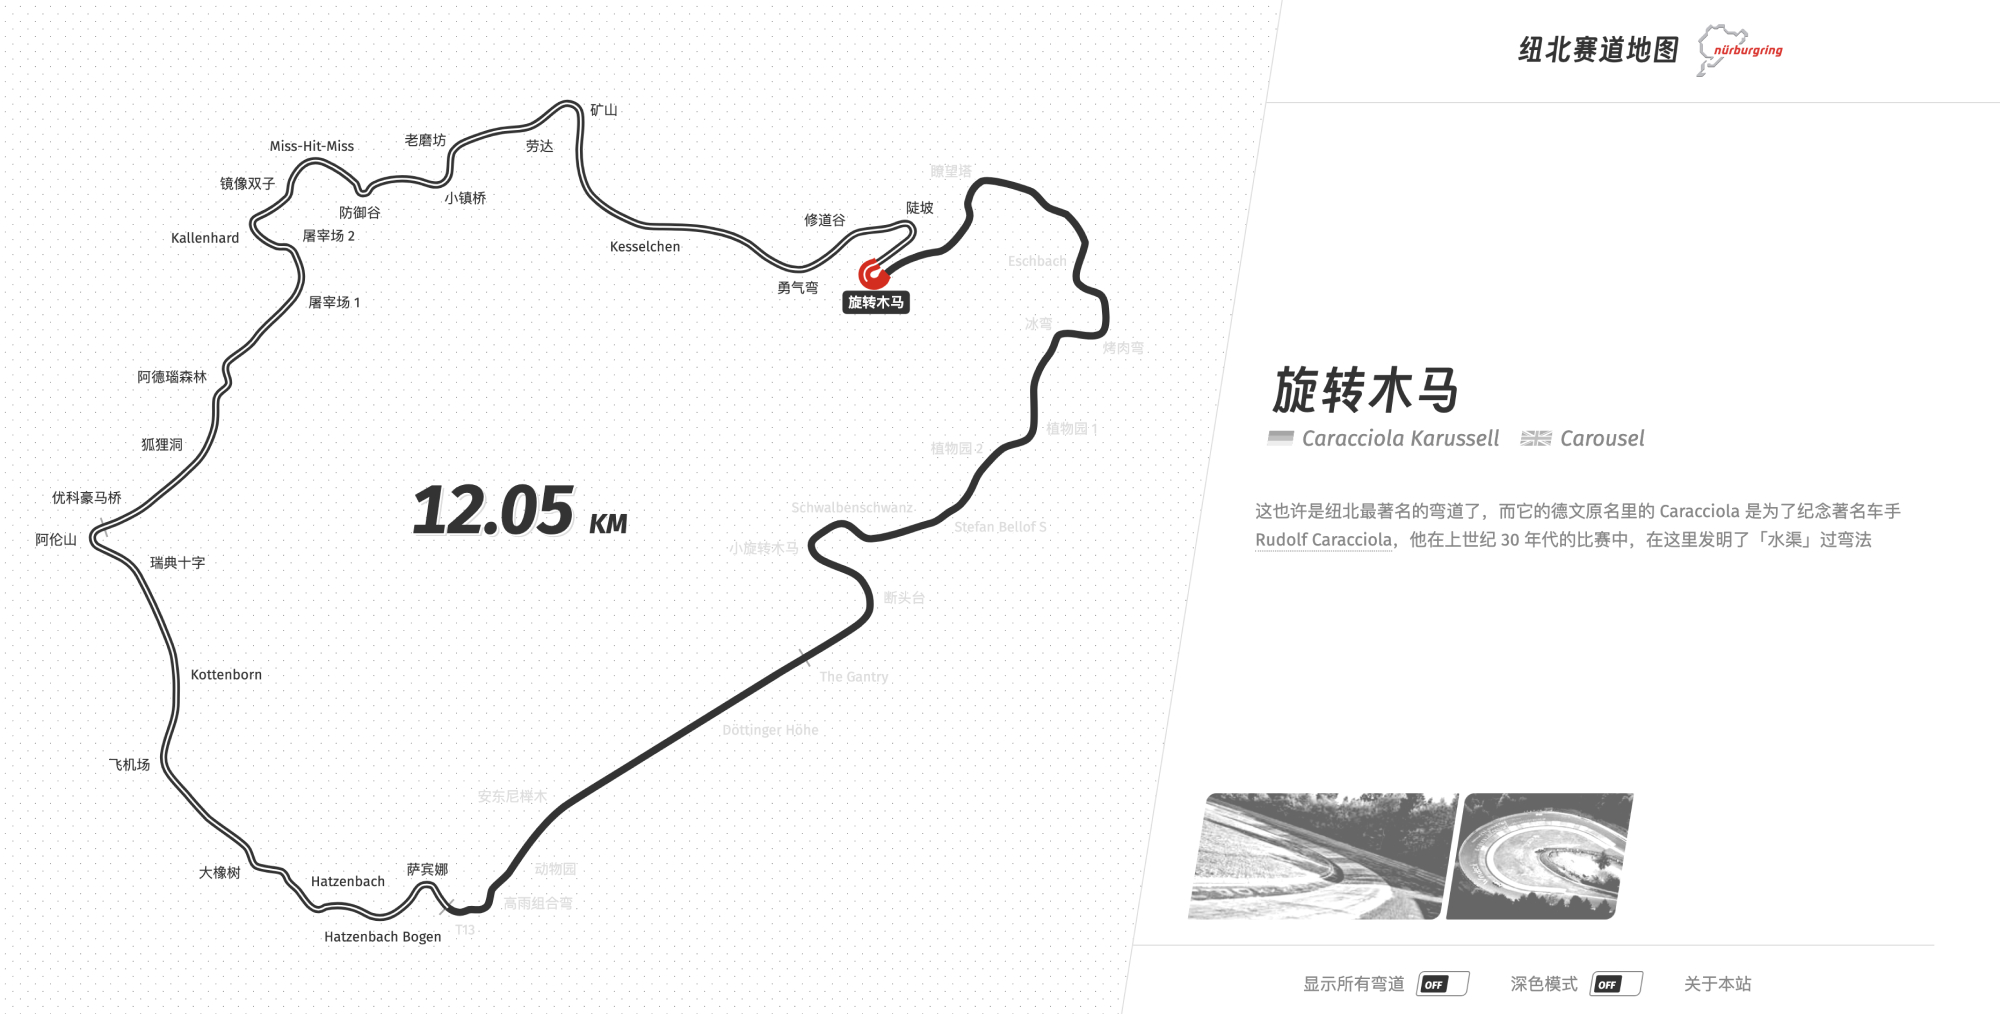 纽北赛道地图
nürburgring
矿山
老磨坊
劳达
Miss-Hit-Miss
镜像双子
防御谷
小镇桥
瞭望塔
陡坡
修道谷
Kallenhard
屠宰场 2
Kesselchen
Eschbach
勇气弯
旋转木马
屠宰场 1
冰弯
烤肉弯
阿德瑞森林
狐狸洞
植物园 1
植物园 2
优科豪马桥
阿伦山
12.05 KM
Schwalbenschwanz
Stefan Bellof S
小旋转木马
瑞典十字
断头台
Kottenborn
The Gantry
Döttinger Höhe
飞机场
安东尼榉木
大橡树
Hatzenbach
萨宾娜
动物园
高雨组合弯
T13
Hatzenbach Bogen
旋转木马
Caracciola Karussell
Carousel
这也许是纽北最著名的弯道了，而它的德文原名里的 Caracciola 是为了纪念著名车手
Rudolf Caracciola，他在上世纪 30 年代的比赛中，在这里发明了「水渠」过弯法
显示所有弯道 OFF
深色模式 OFF
关于本站